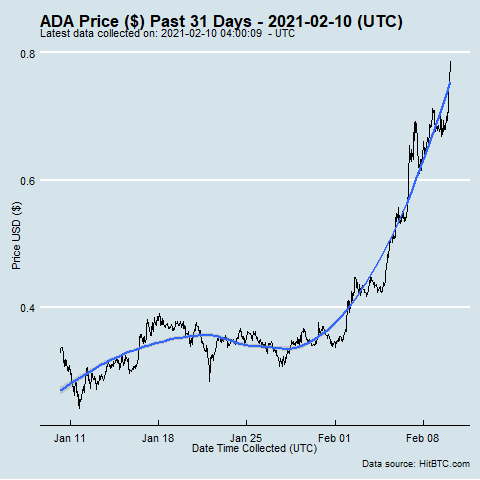 ADA Price ($) Past 31 Days - 2021-02-10 (UTC)
Latest data collected on: 2021-02-10 04:00:09  - UTC
0.8
0.6
0.4
Price USD ($)
Jan 11 Jan 18 Jan 25 Feb 01 Feb 08
Date Time Collected (UTC)
Data source: HitBTC.com